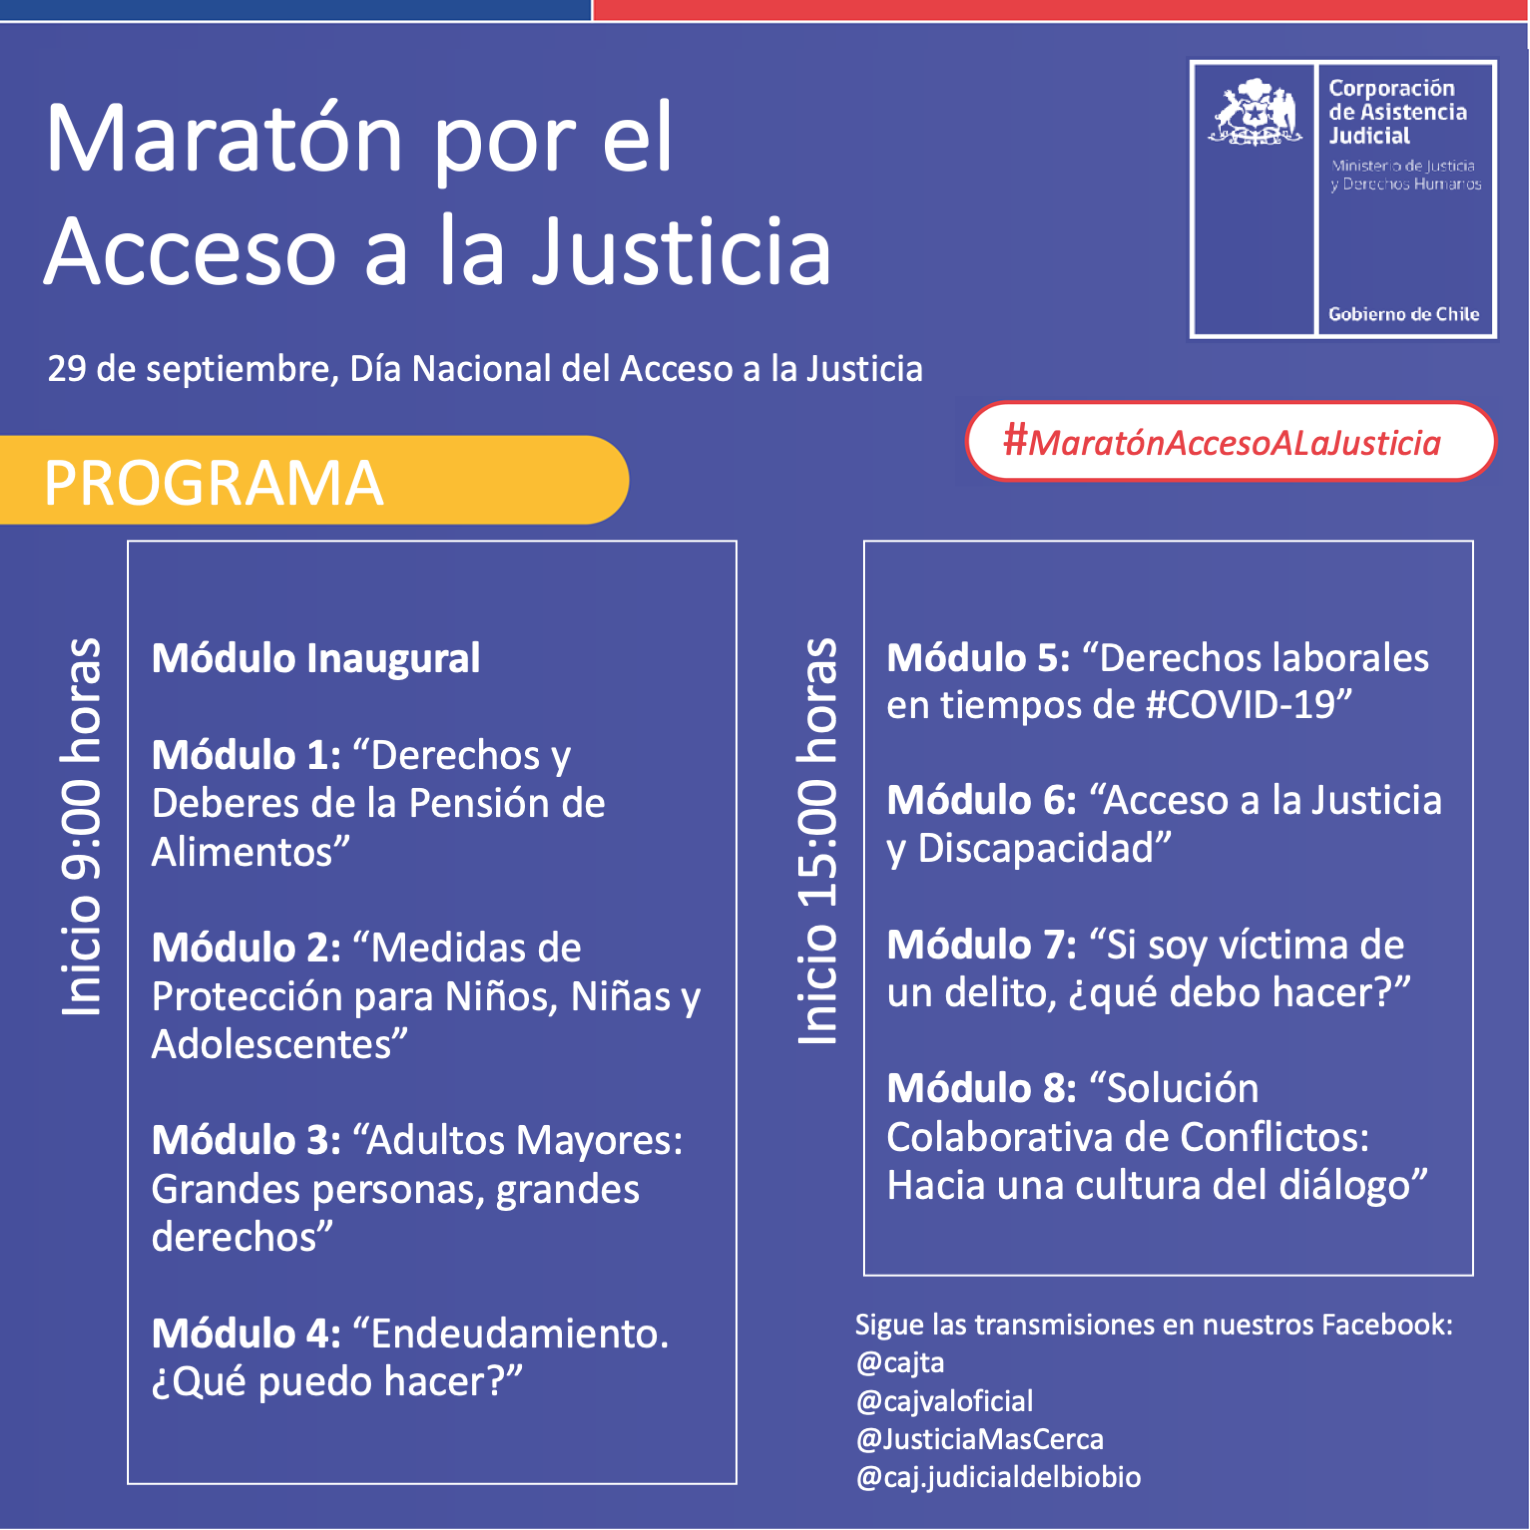 Maratón por el
Acceso a la Justicia
29 de septiembre, Día Nacional del Acceso a la Justicia
Corporación
de Asistencia
Judicial
Ministerio de Justicia
y Derechos Humanos
Gobierno de Chile
#MaratónAccesoALaJusticia
PROGRAMA
Inicio 9:00 horas
Módulo Inaugural
Módulo 1: “Derechos y
Deberes de la Pensión de
Alimentos”
Módulo 2: “Medidas de
Protección para Niños, Niñas y
Adolescentes”
Módulo 3: “Adultos Mayores:
Grandes personas, grandes
derechos”
Módulo 4: “Endeudamiento.
¿Qué puedo hacer?”
Inicio 15:00 horas
Módulo 5: “Derechos laborales
en tiempos de #COVID-19”
Módulo 6: “Acceso a la Justicia
y Discapacidad”
Módulo 7: “Si soy víctima de
un delito, ¿qué debo hacer?”
Módulo 8: “Solución
Colaborativa de Conflictos:
Hacia una cultura del diálogo”
Sigue las transmisiones en nuestros Facebook:
@cajta
@cajvaloficial
@JusticiaMasCerca
@caj.judicialdelbiobio